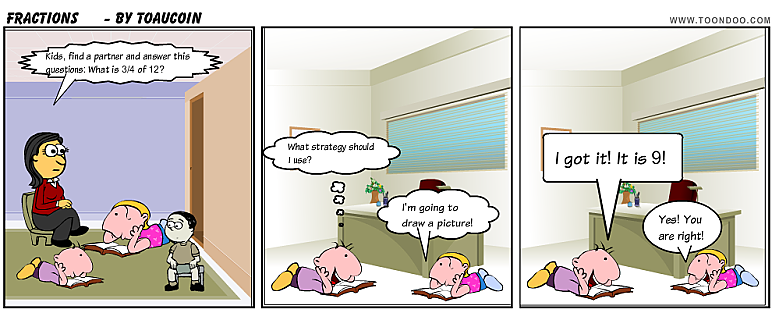 FRACTIONS - BY TOAUCOIN
WWW.TOONDOO.COM
Kids, find a partner and answer this
questions: What is 3/4 of 12?
What strategy should
I use?
I'm going to
draw a picture!
I got it! It is 9!
Yes! You
are right!